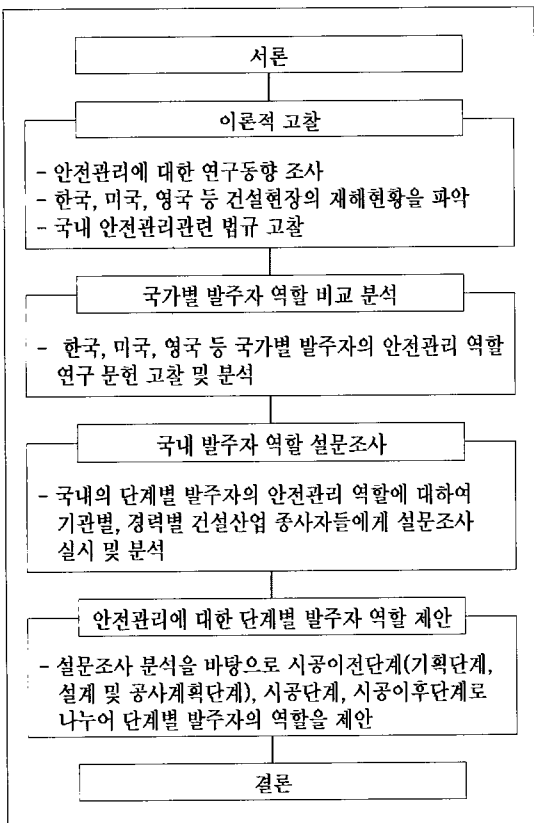 서론
이론적 고찰
- 안전관리에 대한 연구동향 조사
- 한국, 미국, 영국 등 건설현장의 재해현황을 파악
- 국내 안전관리관련 법규 고찰
국가별 발주자 역할 비교 분석
- 한국, 미국, 영국 등 국가별 발주자의 안전관리 역할
연구 문헌 고찰 및 분석
국내 발주자 역할 설문조사
- 국내의 단계별 발주자의 안전관리 역할에 대하여
기관별, 경력별 건설산업 종사자들에게 설문조사
실시 및 분석
안전관리에 대한 단계별 발주자 역할 제안
- 설문조사 분석을 바탕으로 시공이전단계(기획단계,
설계 및 공사계획단계), 시공단계, 시공이후단계로
나누어 단계별 발주자의 역할을 제안
결론